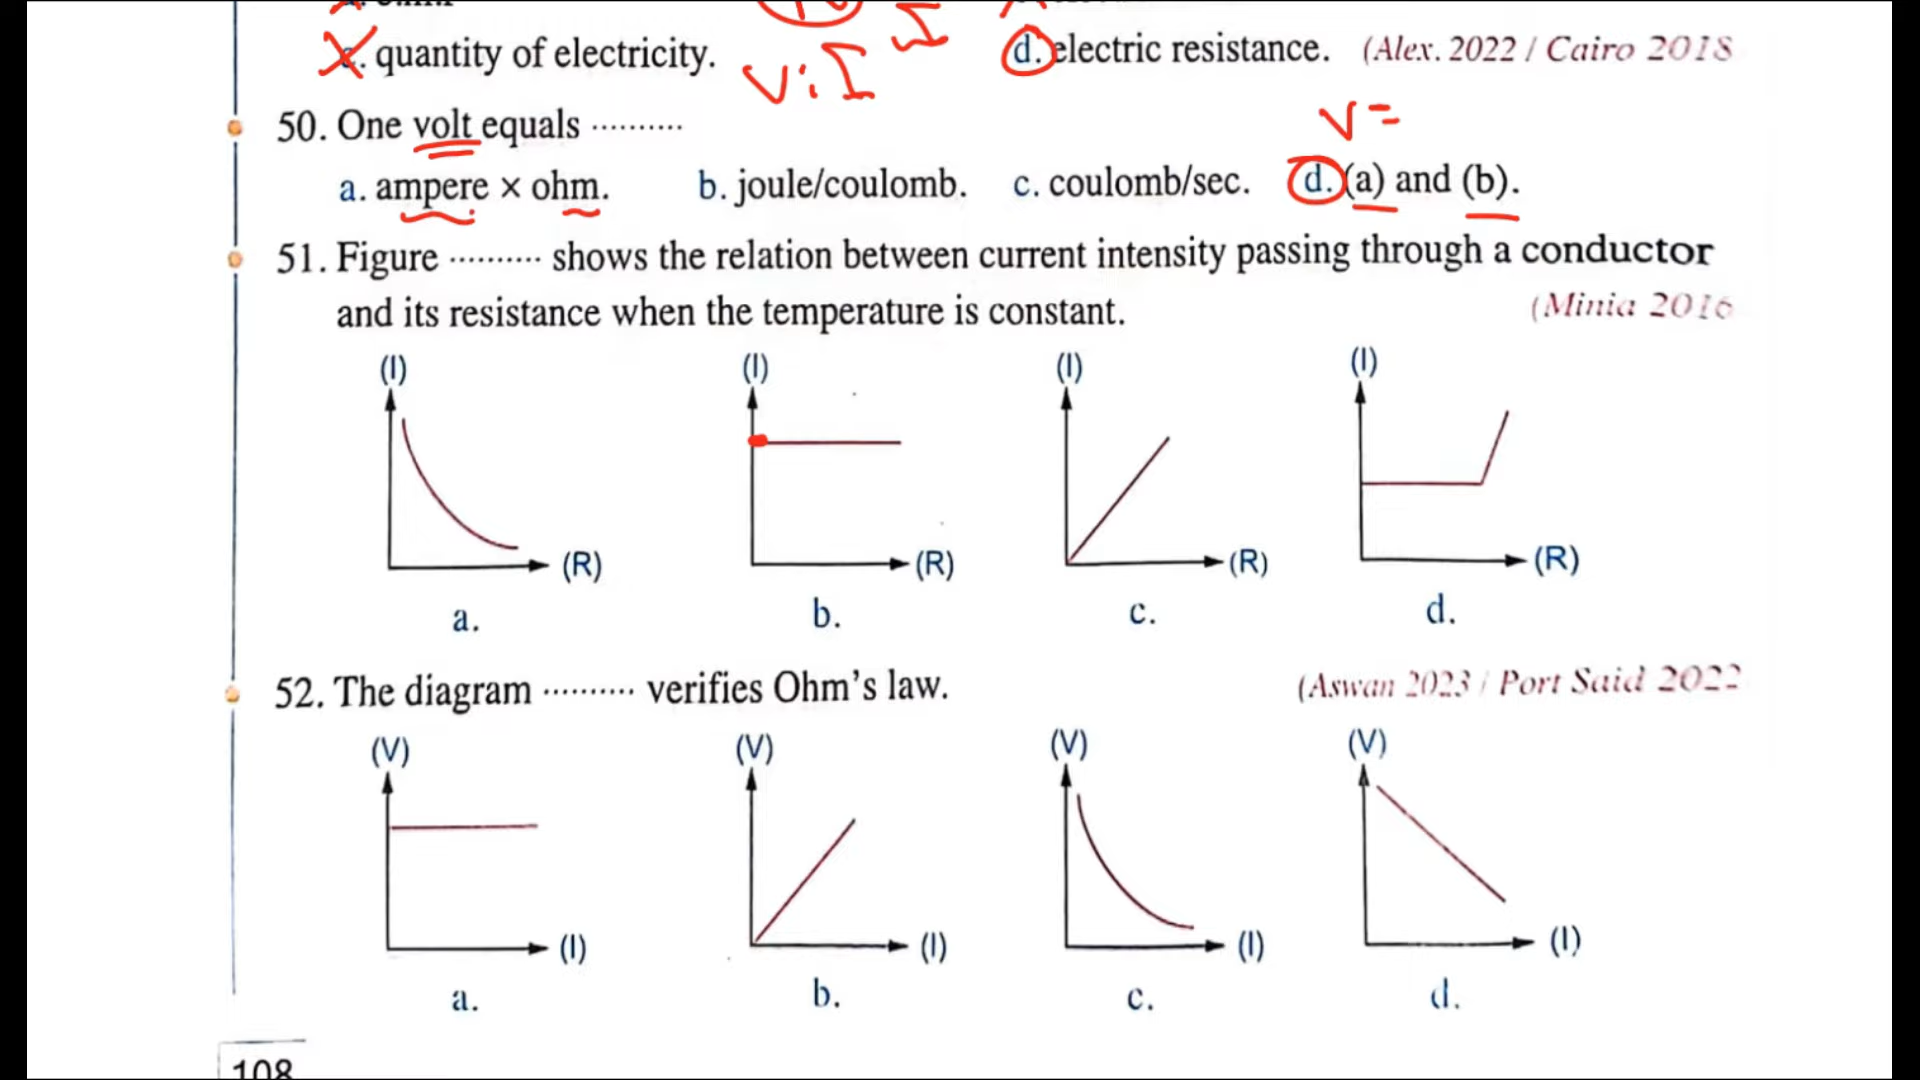 c. quantity of electricity. d. electric resistance. (Alex. 2022 / Cairo 2018
V : I
V =
50. One volt equals ··········
a. ampere × ohm. b. joule/coulomb. c. coulomb/sec. d. (a) and (b).
51. Figure ·········· shows the relation between current intensity passing through a conductor
and its resistance when the temperature is constant. (Minia 2016
(I) (I) (I) (I)
(R) (R) (R) (R)
a. b. c. d.
52. The diagram ·········· verifies Ohm’s law. (Aswan 2023 / Port Said 2022
(V) (V) (V) (V)
(I) (I) (I) (I)
a. b. c. d.
108